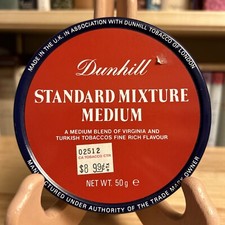 MADE IN THE U.K. IN ASSOCIATION WITH DUNHILL TOBACCO OF LONDON
Dunhill
STANDARD MIXTURE
MEDIUM
A MEDIUM BLEND OF VIRGINIA AND
TURKISH TOBACCOS FINE RICH FLAVOUR
02512
$8.99
NET WT. 50g
MANUFACTURED UNDER AUTHORITY OF THE TRADE MARK OWNER